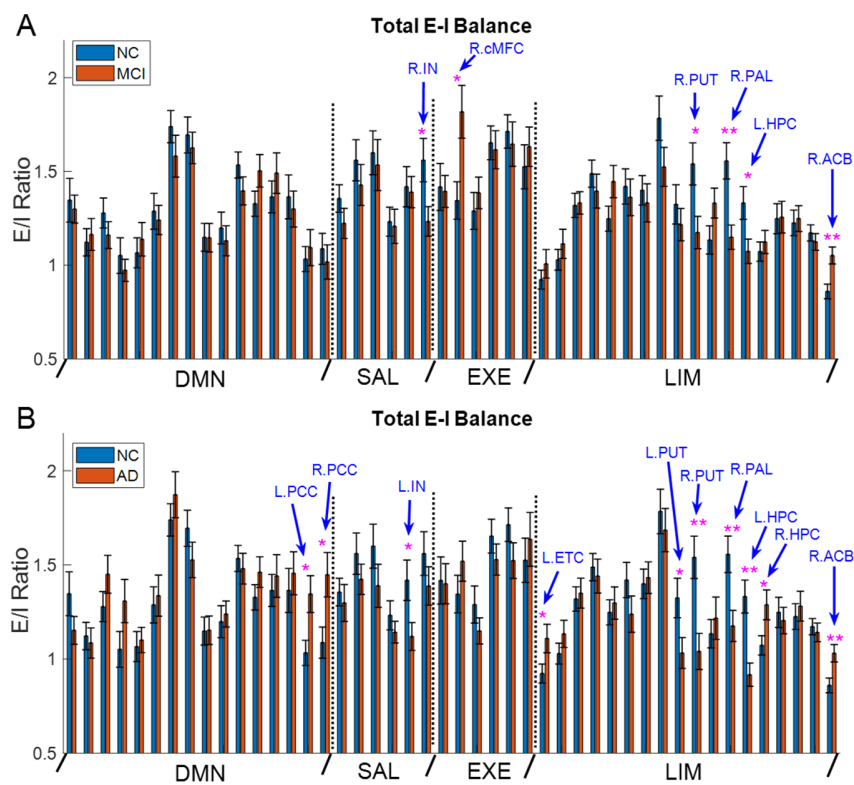 A
Total E-I Balance
NC
MCI
R.IN
R.cMFC
*
*
R.PUT
*
R.PAL
**
L.HPC
*
R.ACB
**
E/I Ratio
2
1.5
1
0.5
DMN
SAL
EXE
LIM
B
Total E-I Balance
NC
AD
L.PCC
*
R.PCC
*
L.IN
*
L.ETC
*
L.PUT
*
R.PUT
**
R.PAL
**
L.HPC
**
R.HPC
*
R.ACB
**
E/I Ratio
2
1.5
1
0.5
DMN
SAL
EXE
LIM